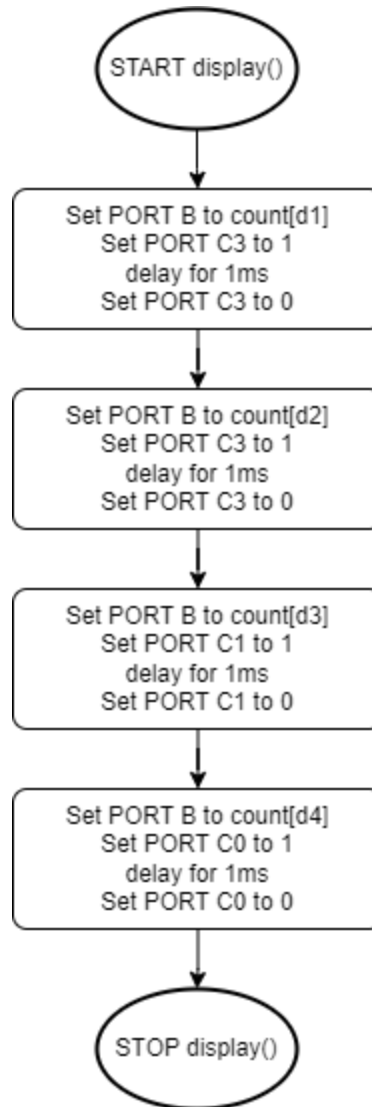 START display()
Set PORT B to count[d1]
Set PORT C3 to 1
delay for 1ms
Set PORT C3 to 0
Set PORT B to count[d2]
Set PORT C3 to 1
delay for 1ms
Set PORT C3 to 0
Set PORT B to count[d3]
Set PORT C1 to 1
delay for 1ms
Set PORT C1 to 0
Set PORT B to count[d4]
Set PORT C0 to 1
delay for 1ms
Set PORT C0 to 0
STOP display()